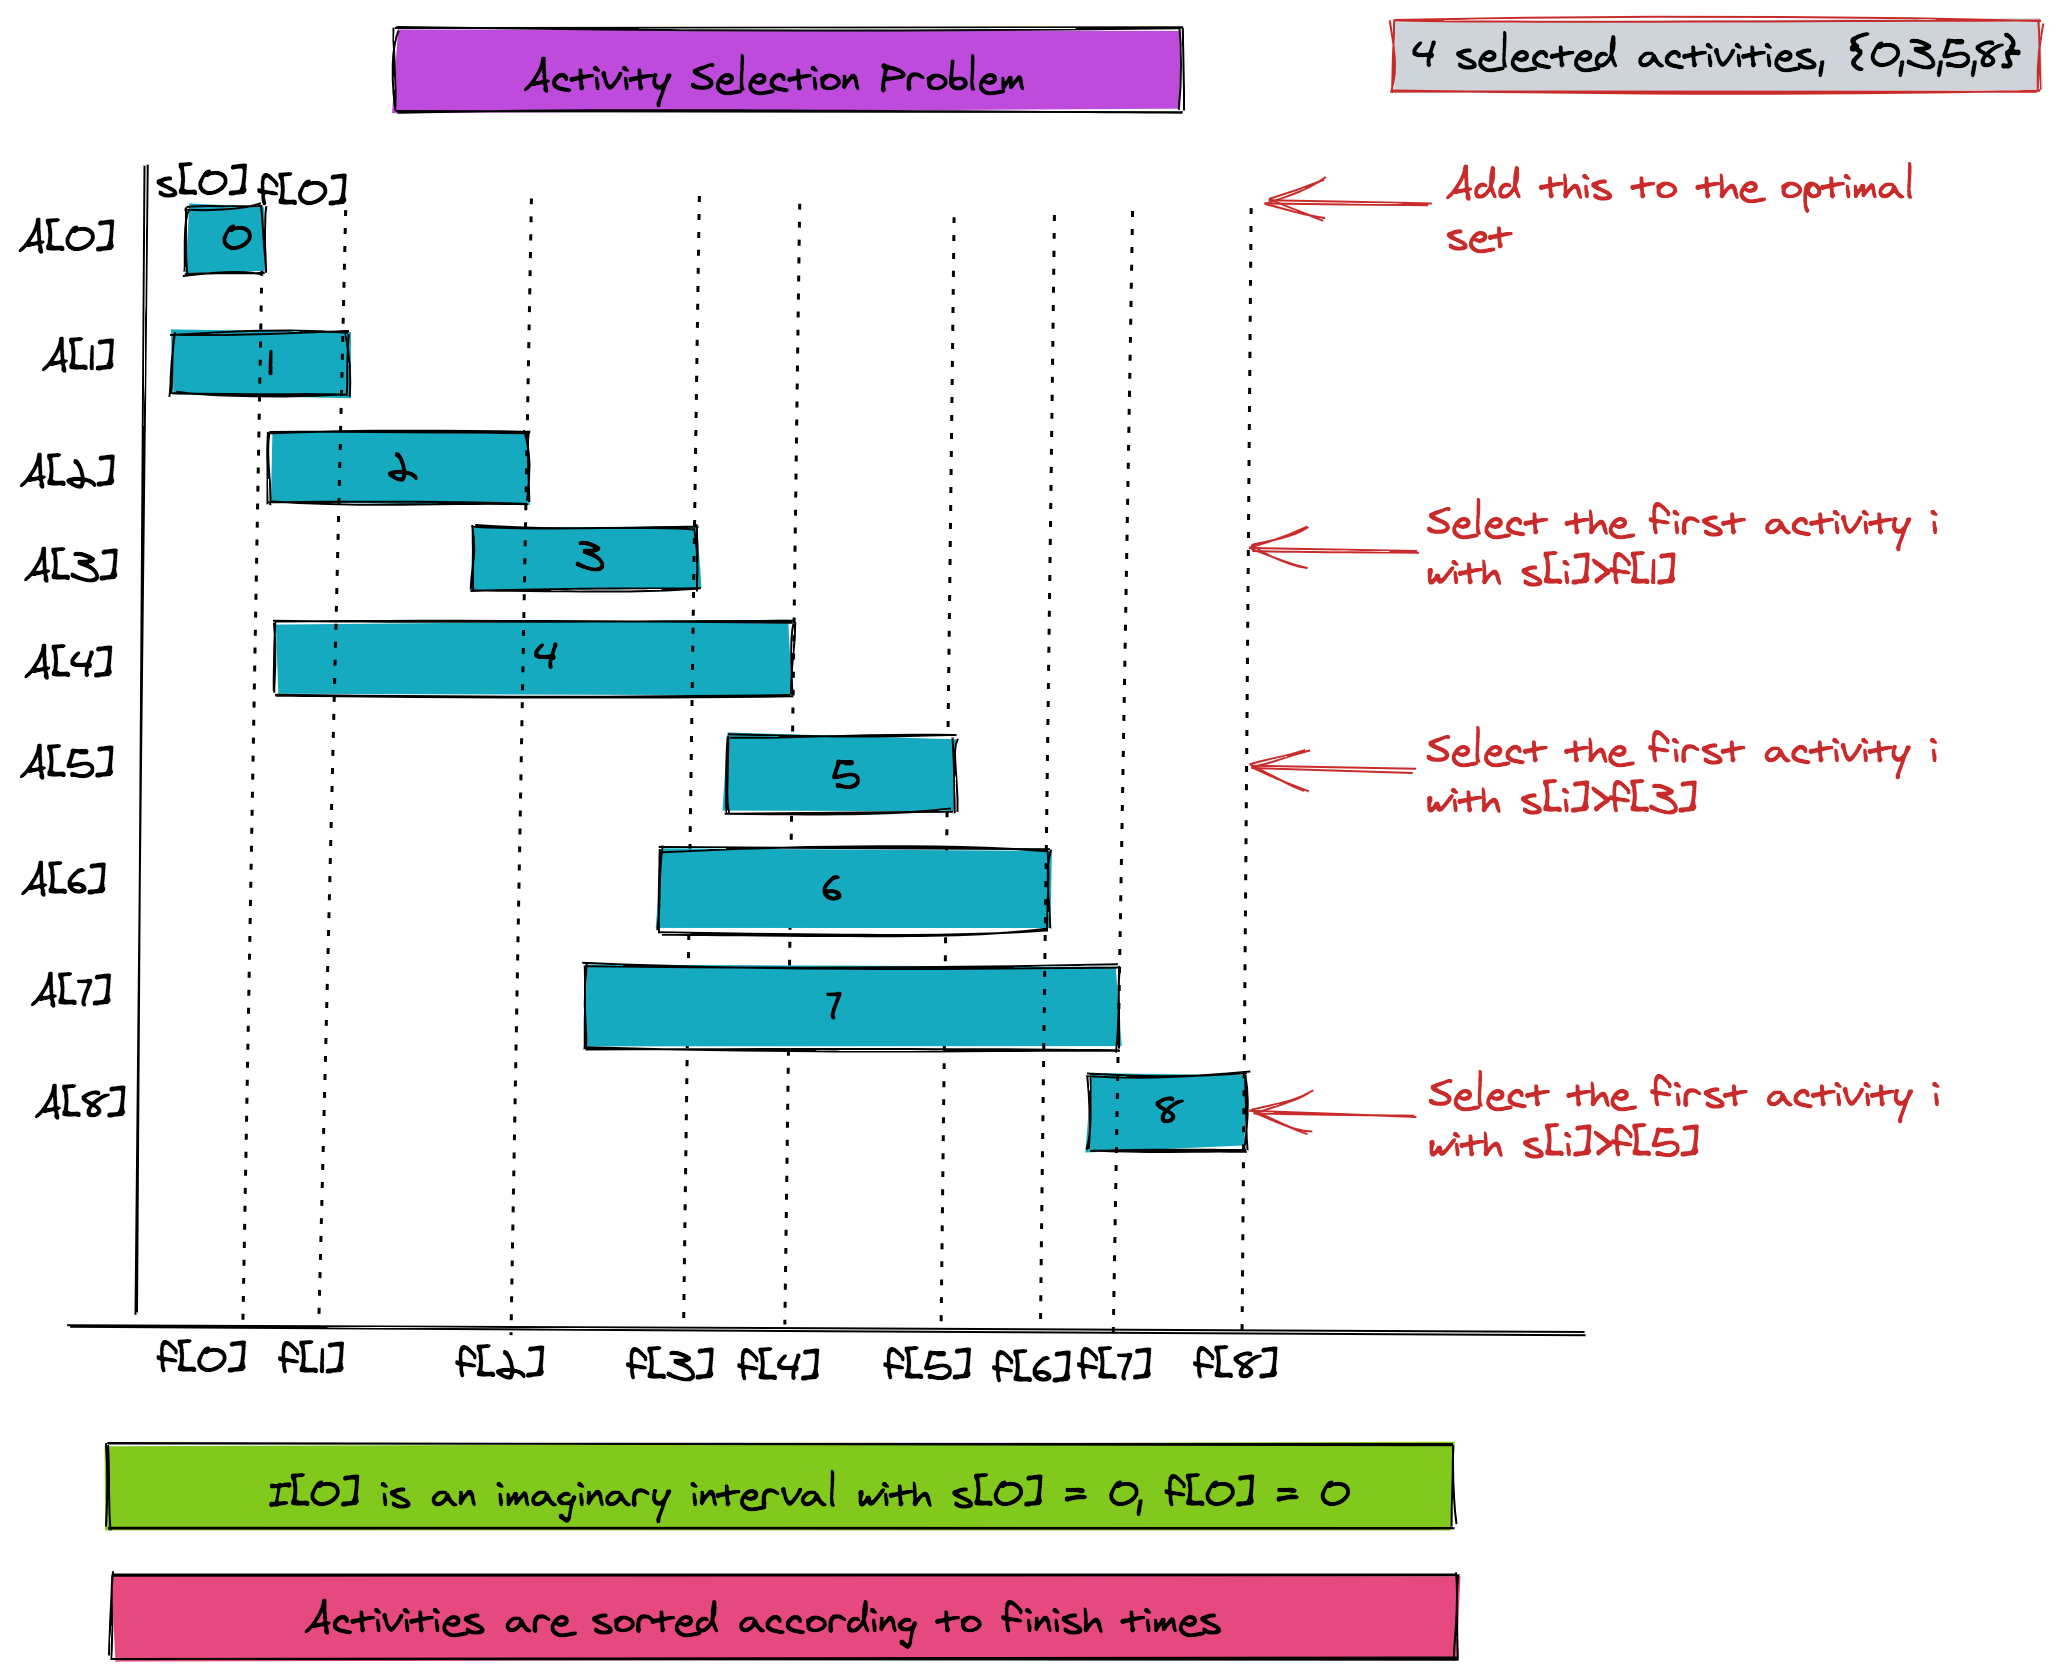 Activity Selection Problem
4 selected activities, {0,3,5,8}
s[0] f[0]
A[0]
0
Add this to the optimal
set
A[1]
1
A[2]
2
A[3]
3
Select the first activity i
with s[i]>f[1]
A[4]
4
A[5]
5
Select the first activity i
with s[i]>f[3]
A[6]
6
A[7]
7
A[8]
8
Select the first activity i
with s[i]>f[5]
f[0] f[1] f[2] f[3] f[4] f[5] f[6] f[7] f[8]
I[0] is an imaginary interval with s[0] = 0, f[0] = 0
Activities are sorted according to finish times